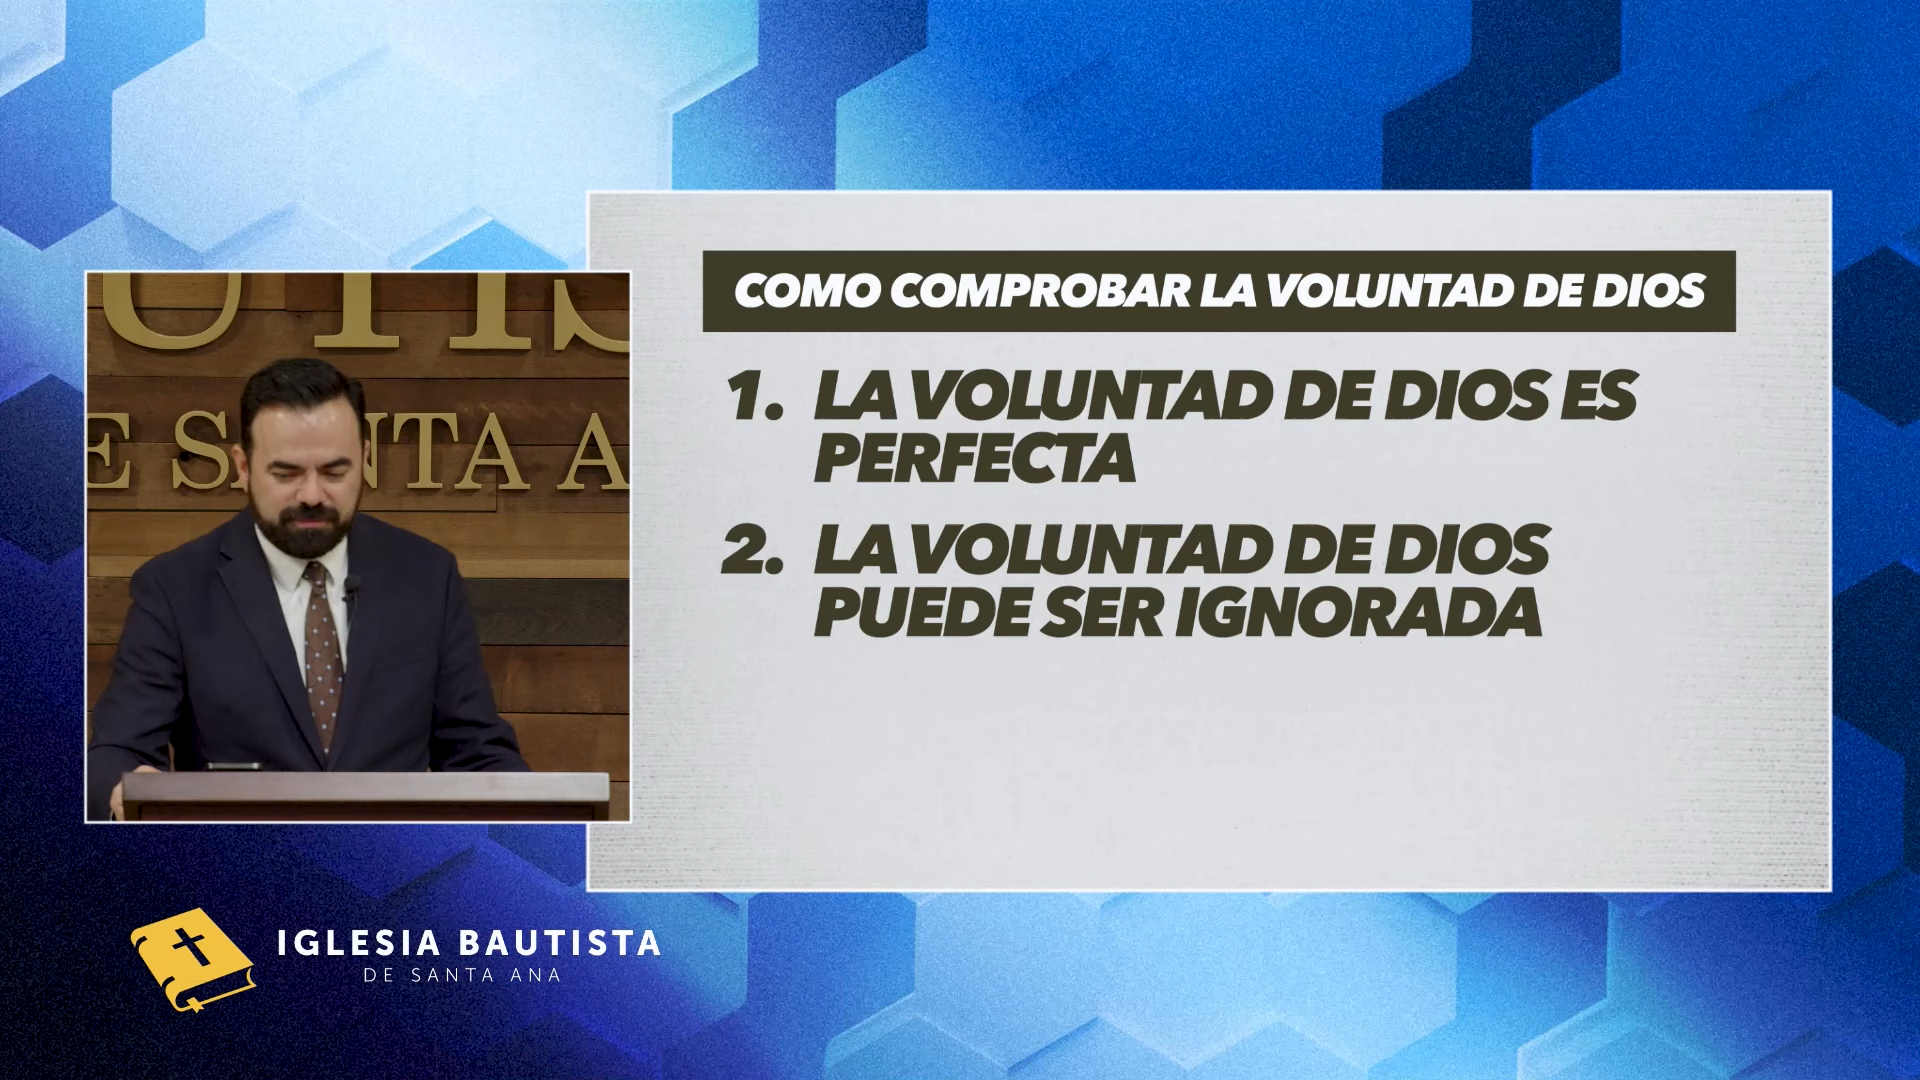 COMO COMPROBAR LA VOLUNTAD DE DIOS
1. LA VOLUNTAD DE DIOS ES
PERFECTA
2. LA VOLUNTAD DE DIOS
PUEDE SER IGNORADA
E SANTA A
IGLESIA BAUTISTA
DE SANTA ANA